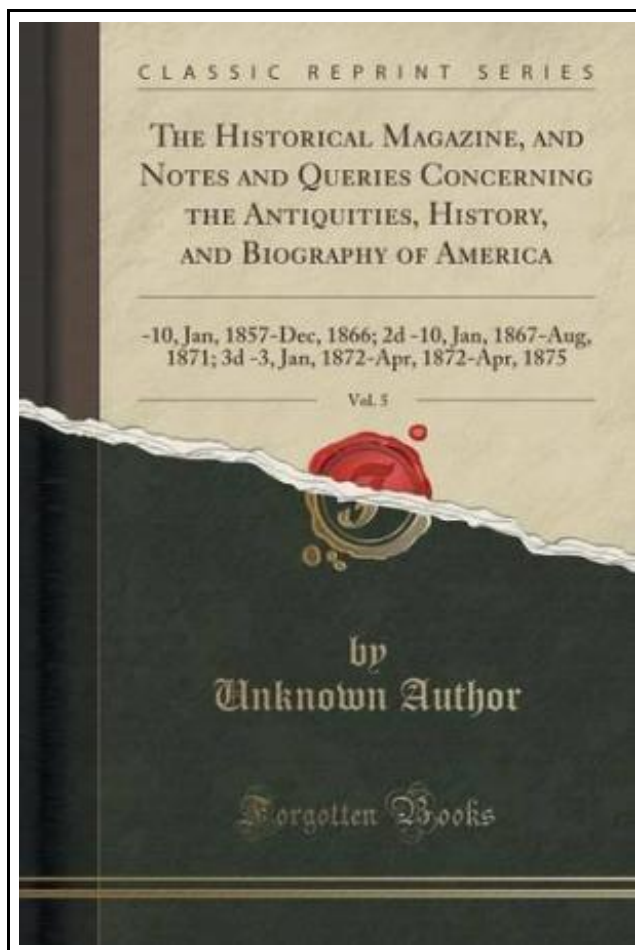 CLASSIC REPRINT SERIES
THE HISTORICAL MAGAZINE, AND
NOTES AND QUERIES CONCERNING
THE ANTIQUITIES, HISTORY,
AND BIOGRAPHY OF AMERICA
-10, Jan, 1857-Dec, 1866; 2d -10, Jan, 1867-Aug,
1871; 3d -3, Jan, 1872-Apr, 1872-Apr, 1875
Vol. 5
by
Unknown Author
Forgotten Books